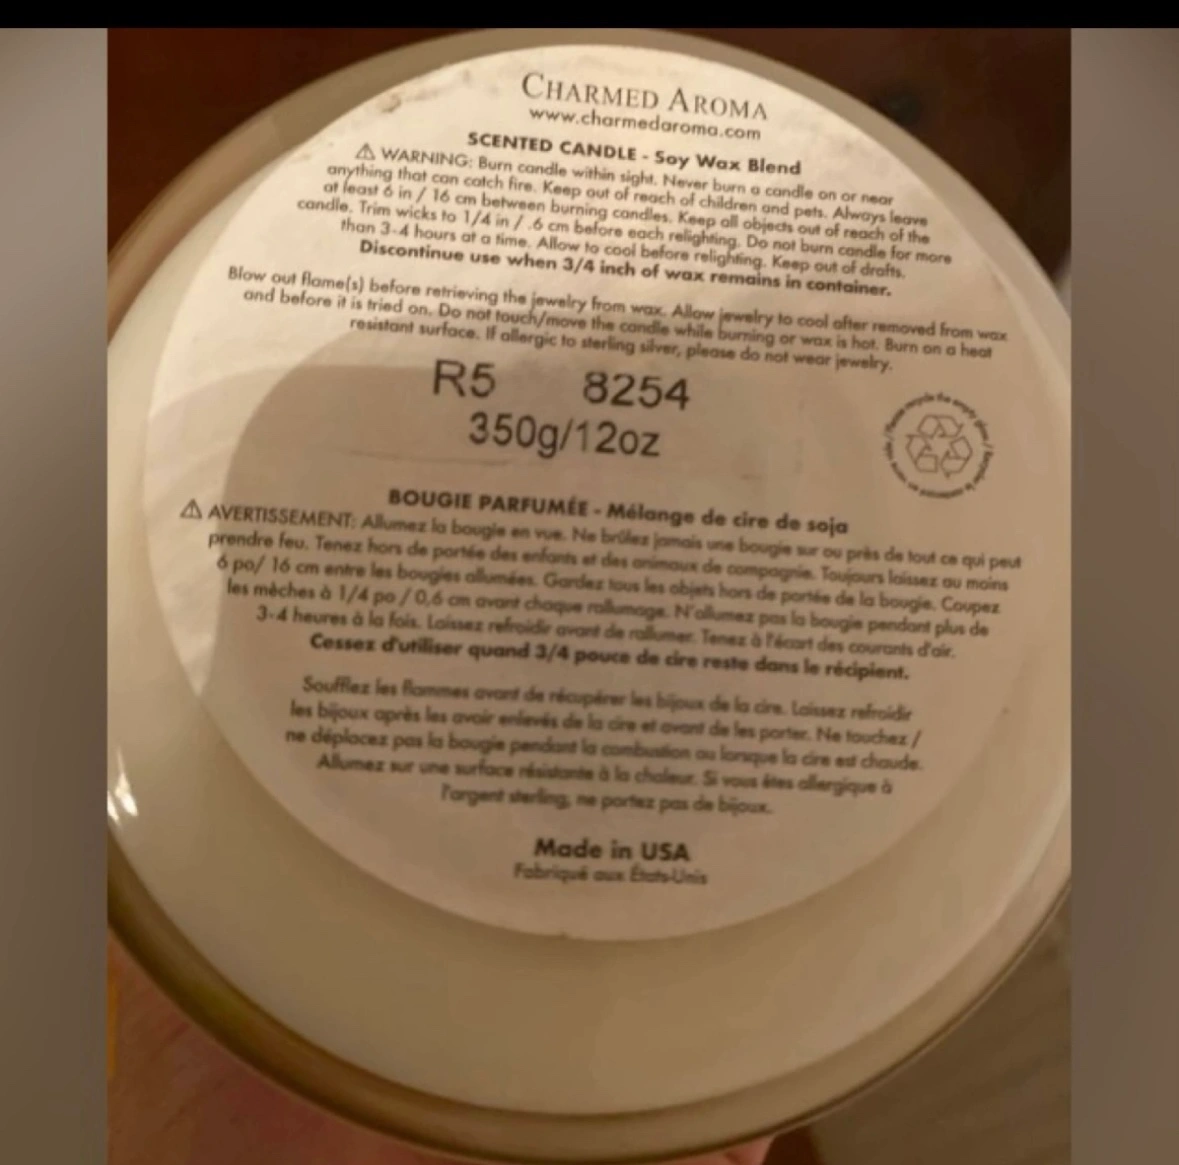 CHARMED AROMA
www.charmedaroma.com
SCENTED CANDLE - Soy Wax Blend
⚠ WARNING: Burn candle within sight. Never burn a candle on or near
anything that can catch fire. Keep out of reach of children and pets. Always leave
at least 6 in / 16 cm between burning candles. Keep all objects out of reach of the
candle. Trim wicks to 1/4 in / .6 cm before each relighting. Do not burn candle for more
than 3-4 hours at a time. Allow to cool before relighting. Keep out of drafts.
Discontinue use when 3/4 inch of wax remains in container.
Blow out flame(s) before retrieving the jewelry from wax. Allow jewelry to cool after removed from wax
and before it is tried on. Do not touch/move the candle while burning or wax is hot. Burn on a heat
resistant surface. If allergic to sterling silver, please do not wear jewelry.
R5 8254
350g/12oz
Please recycle the empty glass /
BOUGIE PARFUMÉE - Mélange de cire de soja
⚠ AVERTISSEMENT: Allumez la bougie en vue. Ne brûlez jamais une bougie sur ou près de tout ce qui peut
prendre feu. Tenez hors de portée des enfants et des animaux de compagnie. Toujours laissez au moins
6 po/ 16 cm entre les bougies allumées. Gardez tous les objets hors de portée de la bougie. Coupez
les mèches à 1/4 po / 0,6 cm avant chaque rallumage. N'allumez pas la bougie pendant plus de
3-4 heures à la fois. Laissez refroidir avant de rallumer. Tenez à l'écart des courants d'air.
Cessez d'utiliser quand 3/4 pouce de cire reste dans le récipient.
Soufflez les flammes avant de récupérer les bijoux de la cire. Laissez refroidir
les bijoux après les avoir enlevés de la cire et avant de les porter. Ne touchez /
ne déplacez pas la bougie pendant la combustion ou lorsque la cire est chaude.
Allumez sur une surface résistante à la chaleur. Si vous êtes allergique à
l'argent sterling, ne portez pas de bijoux.
Made in USA
Fabriqué aux États-Unis